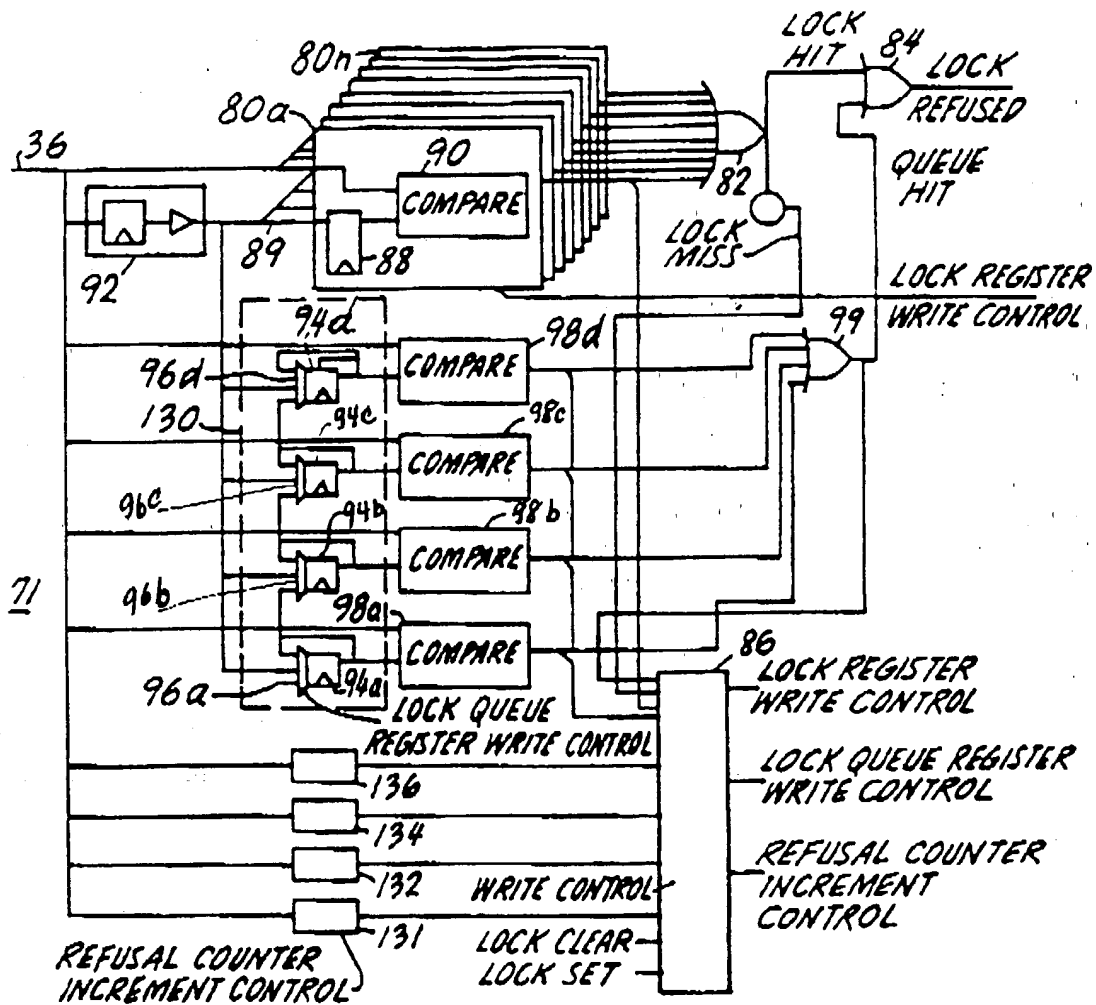 LOCK
HIT
84
LOCK
REFUSED
80n
80a
36
90
COMPARE
82
QUEUE
HIT
88
89
92
LOCK
MISS
LOCK REGISTER
WRITE CONTROL
94d
98d
COMPARE
99
96d
130
94c
98c
COMPARE
96c
94b
98b
COMPARE
96b
71
98a
COMPARE
86
94a
96a
LOCK QUEUE
REGISTER WRITE CONTROL
LOCK REGISTER
WRITE CONTROL
136
LOCK QUEUE REGISTER
WRITE CONTROL
134
132
WRITE CONTROL
REFUSAL COUNTER
INCREMENT
CONTROL
131
LOCK CLEAR
LOCK SET
REFUSAL COUNTER
INCREMENT CONTROL